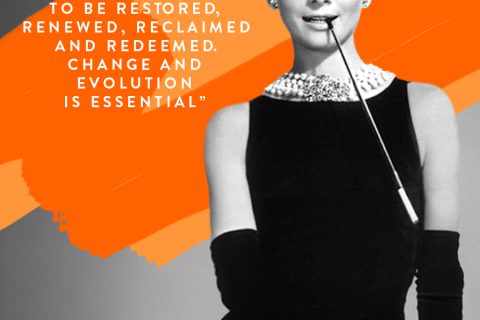 TO BE RESTORED,
RENEWED, RECLAIMED
AND REDEEMED.
CHANGE AND
EVOLUTION
IS ESSENTIAL”